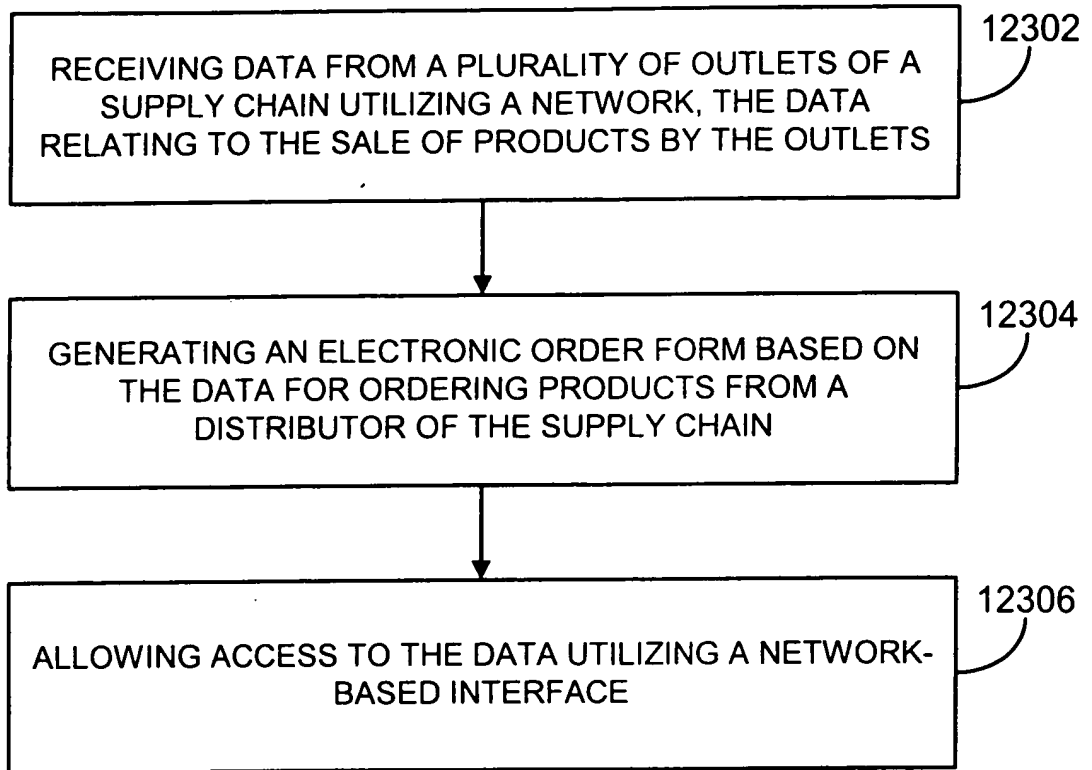 12302
RECEIVING DATA FROM A PLURALITY OF OUTLETS OF A
SUPPLY CHAIN UTILIZING A NETWORK, THE DATA
RELATING TO THE SALE OF PRODUCTS BY THE OUTLETS
12304
GENERATING AN ELECTRONIC ORDER FORM BASED ON
THE DATA FOR ORDERING PRODUCTS FROM A
DISTRIBUTOR OF THE SUPPLY CHAIN
12306
ALLOWING ACCESS TO THE DATA UTILIZING A NETWORK-
BASED INTERFACE